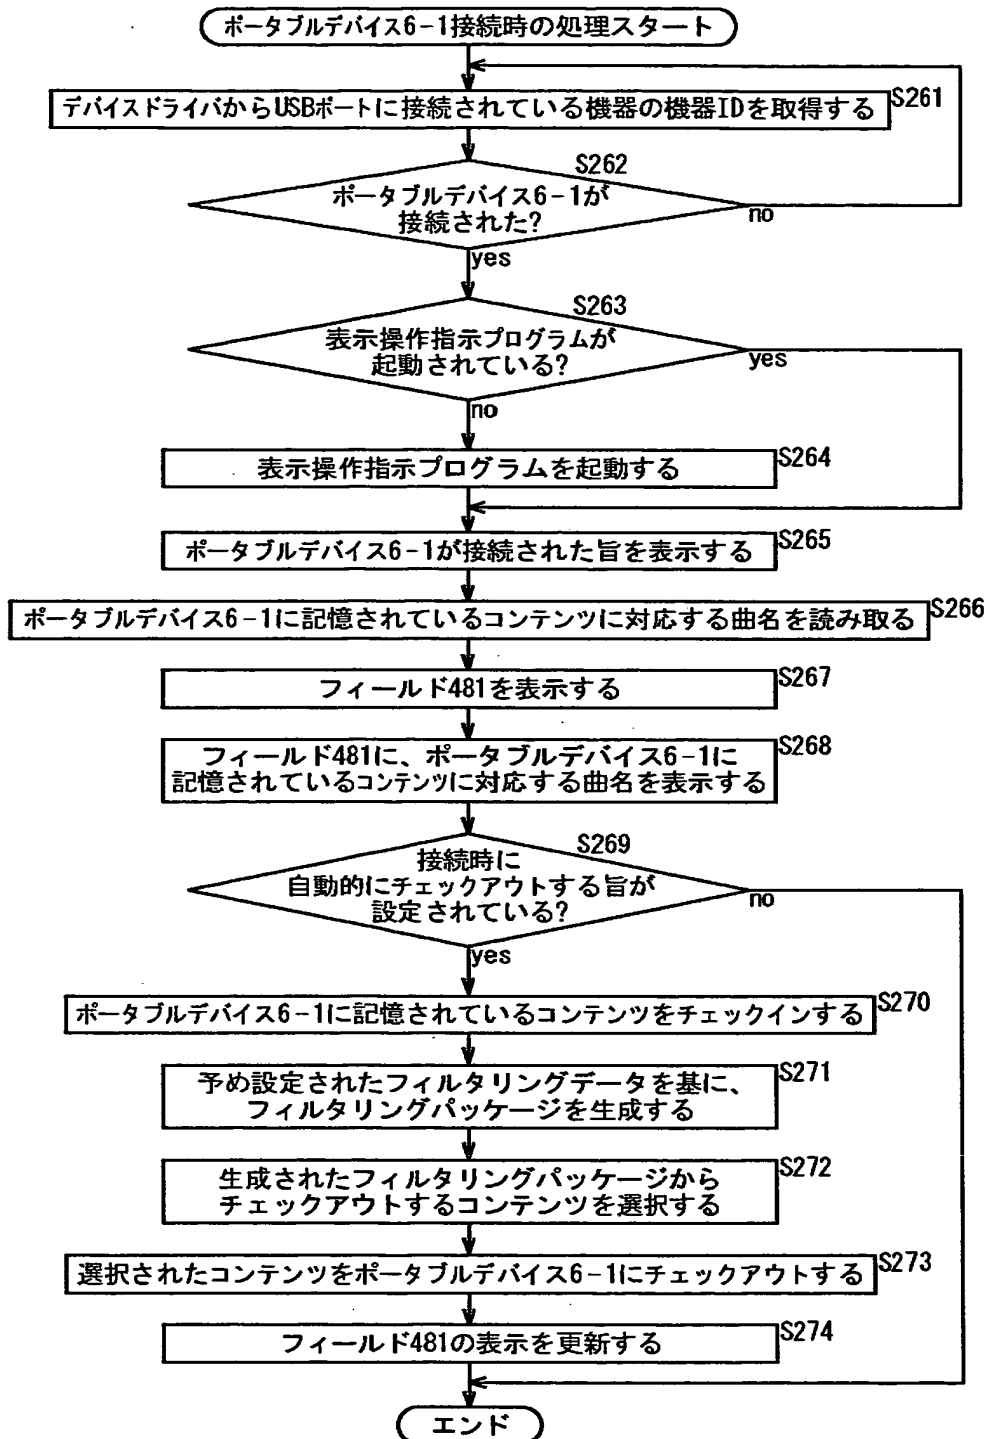 ポータブルデバイス6-1接続時の処理スタート
デバイスドライバからUSBポートに接続されている機器の機器IDを取得する
S261
S262
ポータブルデバイス6-1が
接続された?
no
yes
S263
表示操作指示プログラムが
起動されている?
yes
no
表示操作指示プログラムを起動する
S264
ポータブルデバイス6-1が接続された旨を表示する
S265
ポータブルデバイス6-1に記憶されているコンテンツに対応する曲名を読み取る
S266
フィールド481を表示する
S267
フィールド481に、ポータブルデバイス6-1に
記憶されているコンテンツに対応する曲名を表示する
S268
S269
接続時に
自動的にチェックアウトする旨が
設定されている?
no
yes
ポータブルデバイス6-1に記憶されているコンテンツをチェックインする
S270
予め設定されたフィルタリングデータを基に、
フィルタリングパッケージを生成する
S271
生成されたフィルタリングパッケージから
チェックアウトするコンテンツを選択する
S272
選択されたコンテンツをポータブルデバイス6-1にチェックアウトする
S273
フィールド481の表示を更新する
S274
エンド